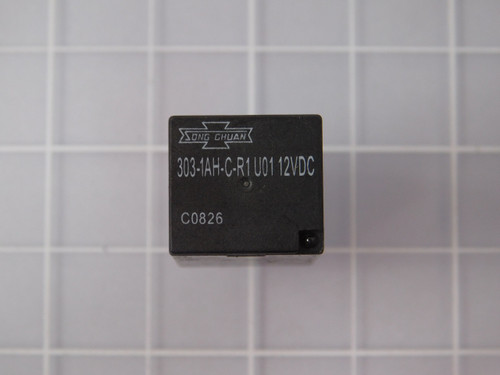 SONG CHUAN
303-1AH-C-R1 U01 12VDC
C0826